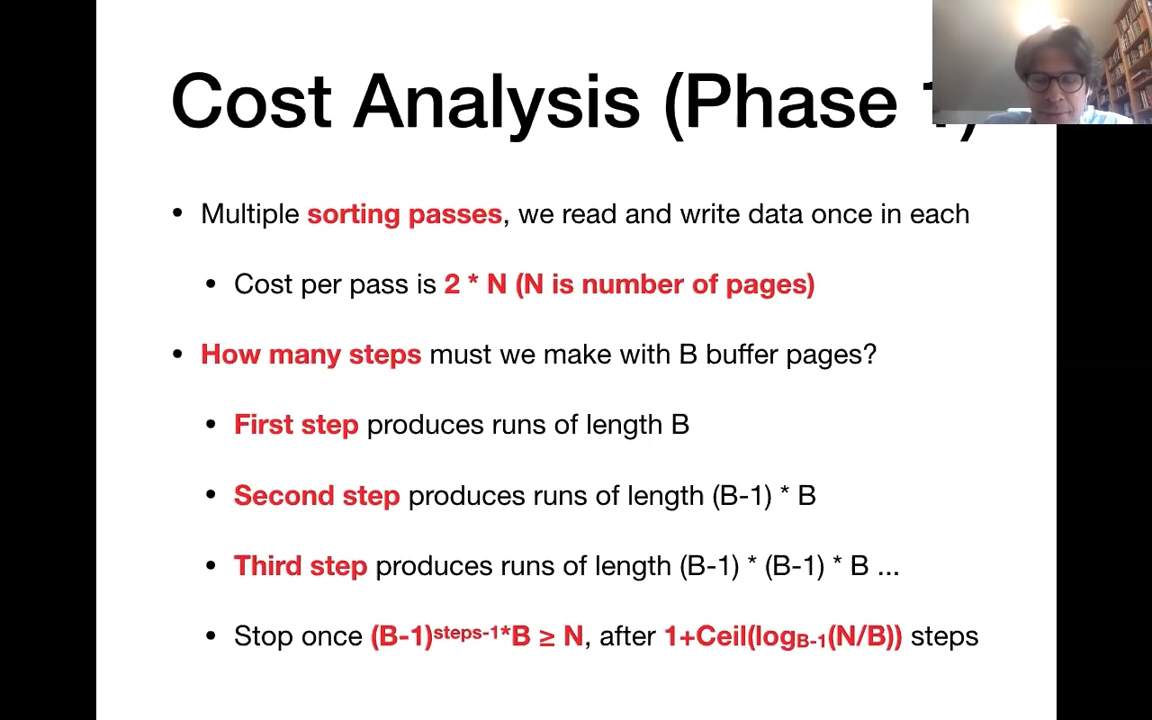 Cost Analysis (Phase 1)
• Multiple sorting passes, we read and write data once in each
• Cost per pass is 2 * N (N is number of pages)
• How many steps must we make with B buffer pages?
• First step produces runs of length B
• Second step produces runs of length (B-1) * B
• Third step produces runs of length (B-1) * (B-1) * B ...
• Stop once (B-1)^steps-1*B ≥ N, after 1+Ceil(log_B-1(N/B)) steps